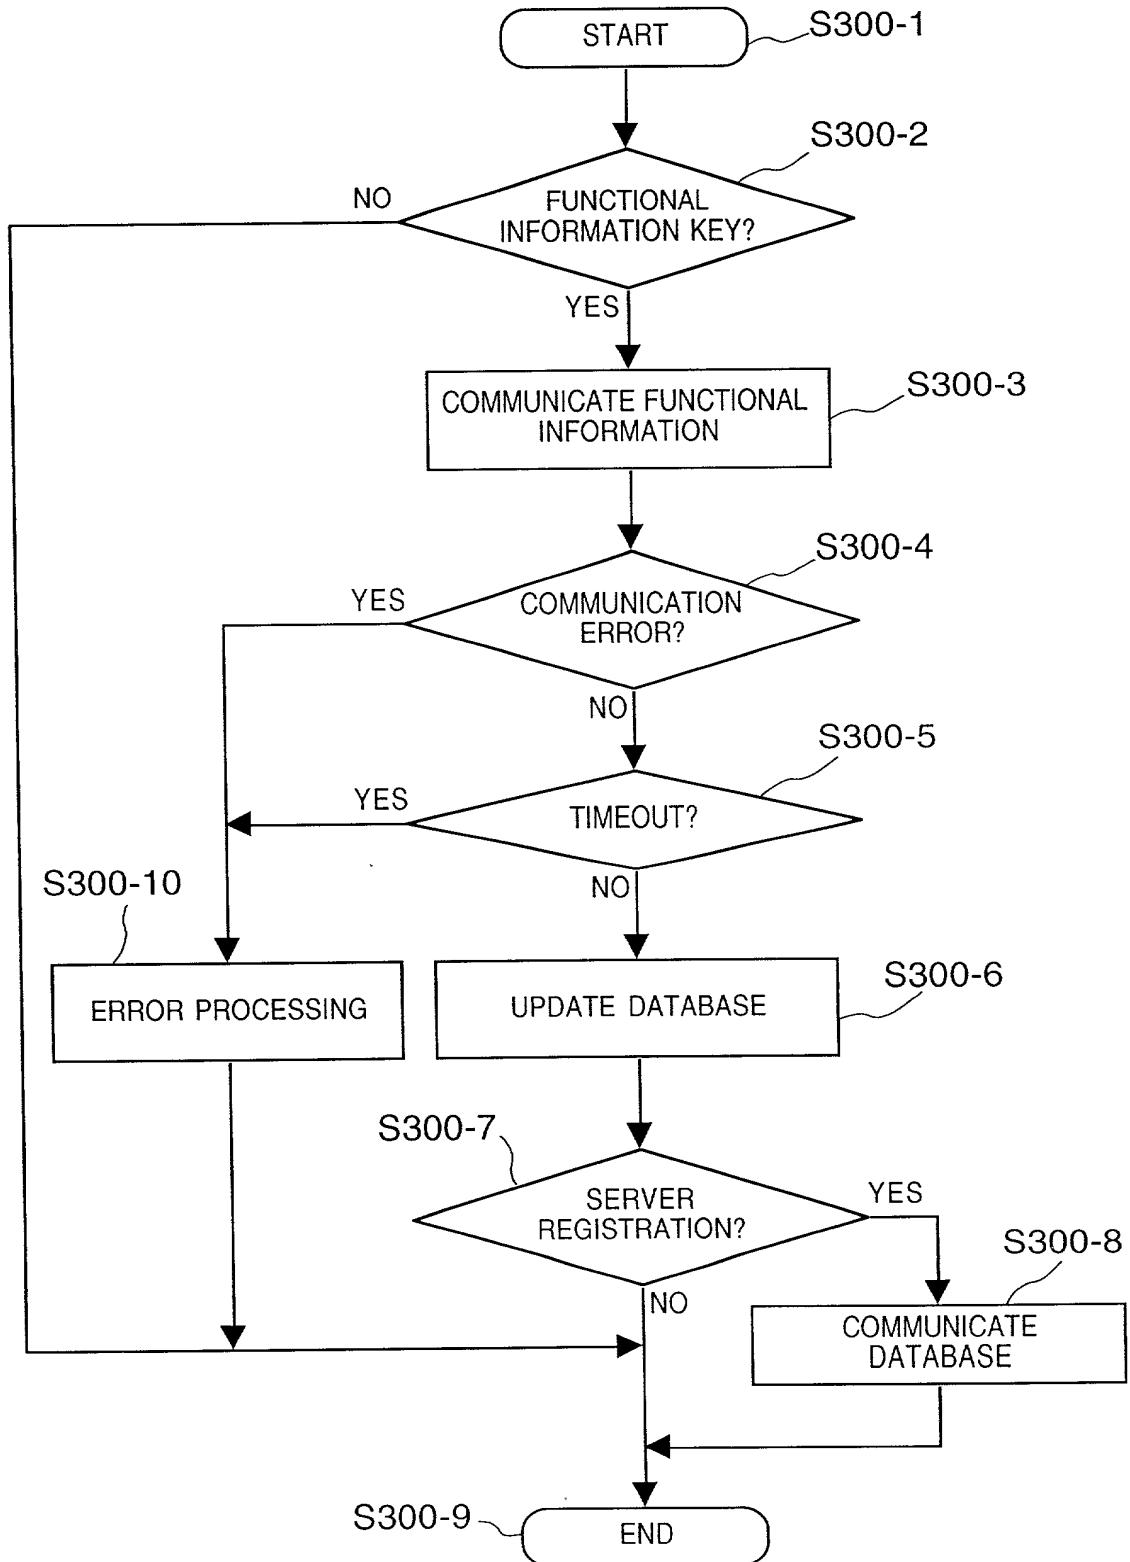 START
S300-1
S300-2
NO
FUNCTIONAL
INFORMATION KEY?
YES
S300-3
COMMUNICATE FUNCTIONAL
INFORMATION
S300-4
YES
COMMUNICATION
ERROR?
NO
S300-5
YES
TIMEOUT?
NO
S300-10
S300-6
ERROR PROCESSING
UPDATE DATABASE
S300-7
SERVER
REGISTRATION?
YES
S300-8
NO
COMMUNICATE
DATABASE
S300-9
END